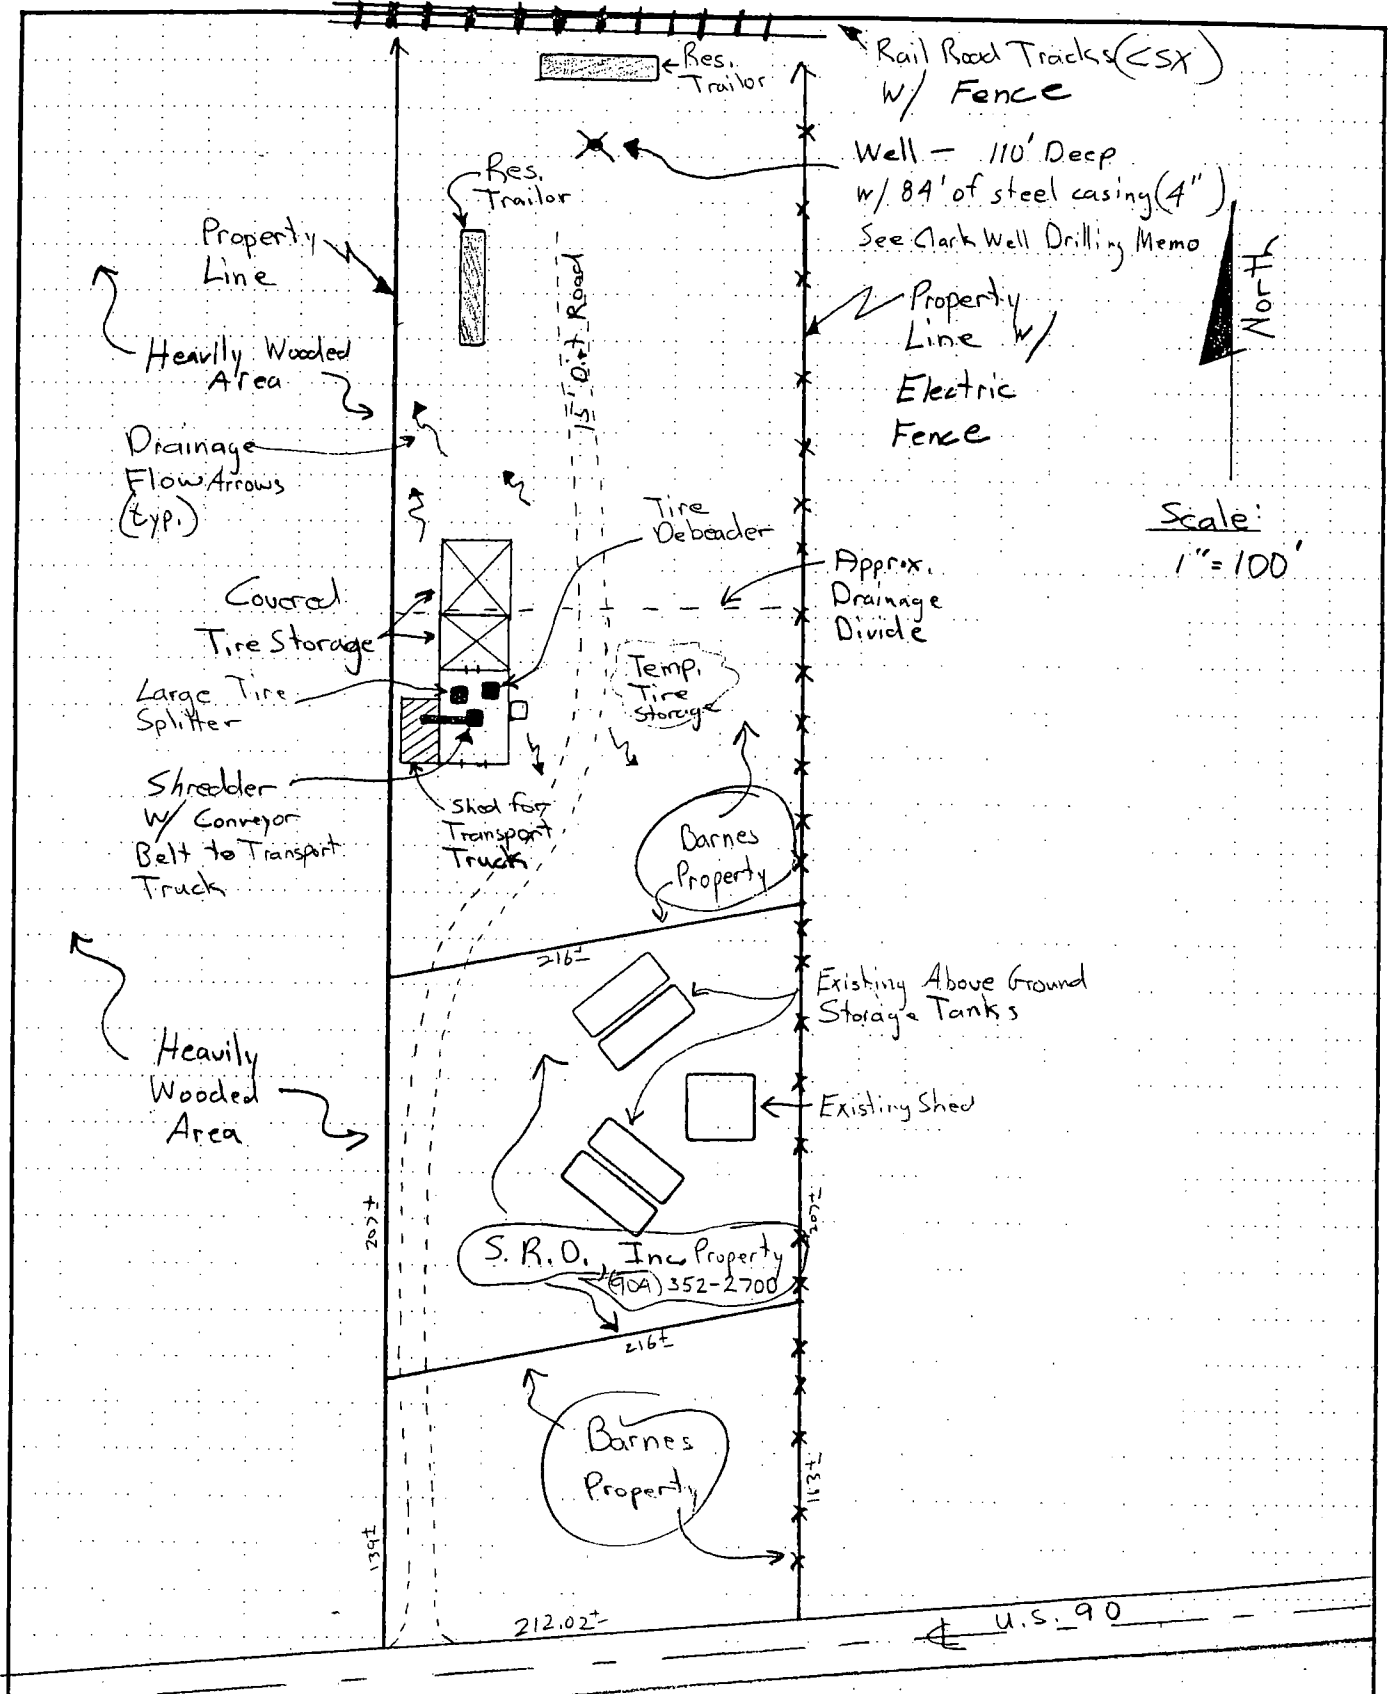 Rail Road Tracks (CSX)
w/ Fence
Res.
Trailor
Well - 110' Deep
w/ 84' of steel casing (4")
See Clark Well Drilling Memo
Res.
Trailor
Property
Line
North
15' Dirt Road
Property
Line w/
Electric
Fence
Heavily Wooded
Area
Drainage
Flow Arrows
(typ.)
Scale:
1"=100'
Tire
Debeader
Approx.
Drainage
Divide
Covered
Tire Storage
Temp.
Tire
Storage
Large Tire
Splitter
Shredder
W/ Conveyor
Belt to Transport
Truck
Shed for
Transport
Truck
Barnes
Property
216±
Existing Above Ground
Storage Tanks
Heavily
Wooded
Area
Existing Shed
207±
207±
S. R. D., Inc. Property
(904) 352-2700
216±
Barnes
Property
163±
139±
212.02±
U.S. 90